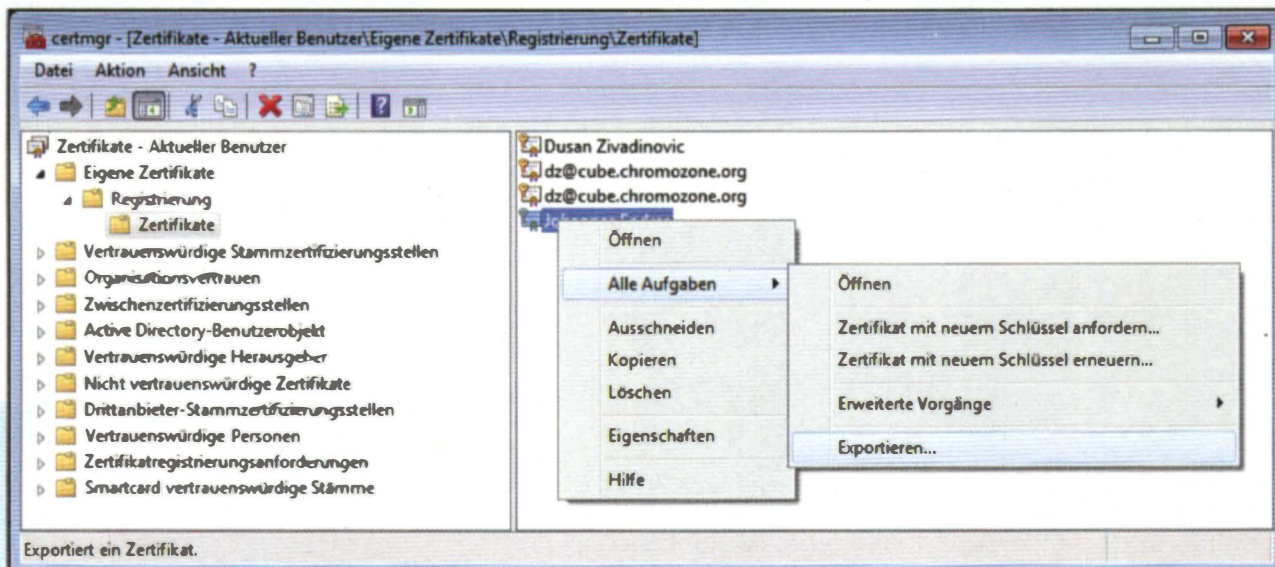 certmgr - [Zertifikate - Aktueller Benutzer\Eigene Zertifikate\Registrierung\Zertifikate]
Datei Aktion Ansicht ?
Zertifikate - Aktueller Benutzer
Eigene Zertifikate
Registrierung
Zertifikate
Vertrauenswürdige Stammzertifizierungsstellen
Organisationsvertrauen
Zwischenzertifizierungsstellen
Active Directory-Benutzerobjekt
Vertrauenswürdige Herausgeber
Nicht vertrauenswürdige Zertifikate
Drittanbieter-Stammzertifizierungsstellen
Vertrauenswürdige Personen
Zertifikatregistrierungsanforderungen
Smartcard vertrauenswürdige Stämme
Dusan Zivadinovic
dz@cube.chromozone.org
dz@cube.chromozone.org
Öffnen
Alle Aufgaben
Ausschneiden
Kopieren
Löschen
Eigenschaften
Hilfe
Öffnen
Zertifikat mit neuem Schlüssel anfordern...
Zertifikat mit neuem Schlüssel erneuern...
Erweiterte Vorgänge
Exportieren...
Exportiert ein Zertifikat.